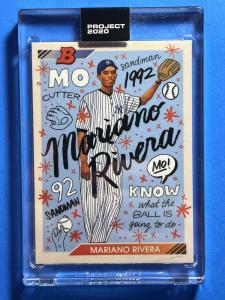 PROJECT
2020
B
MO
sandman
1992
CUTTER
Mariano
Rivera
MO!
92
SANDMAN
I
KNOW
what the
BALL IS
going to do.
MARIANO RIVERA